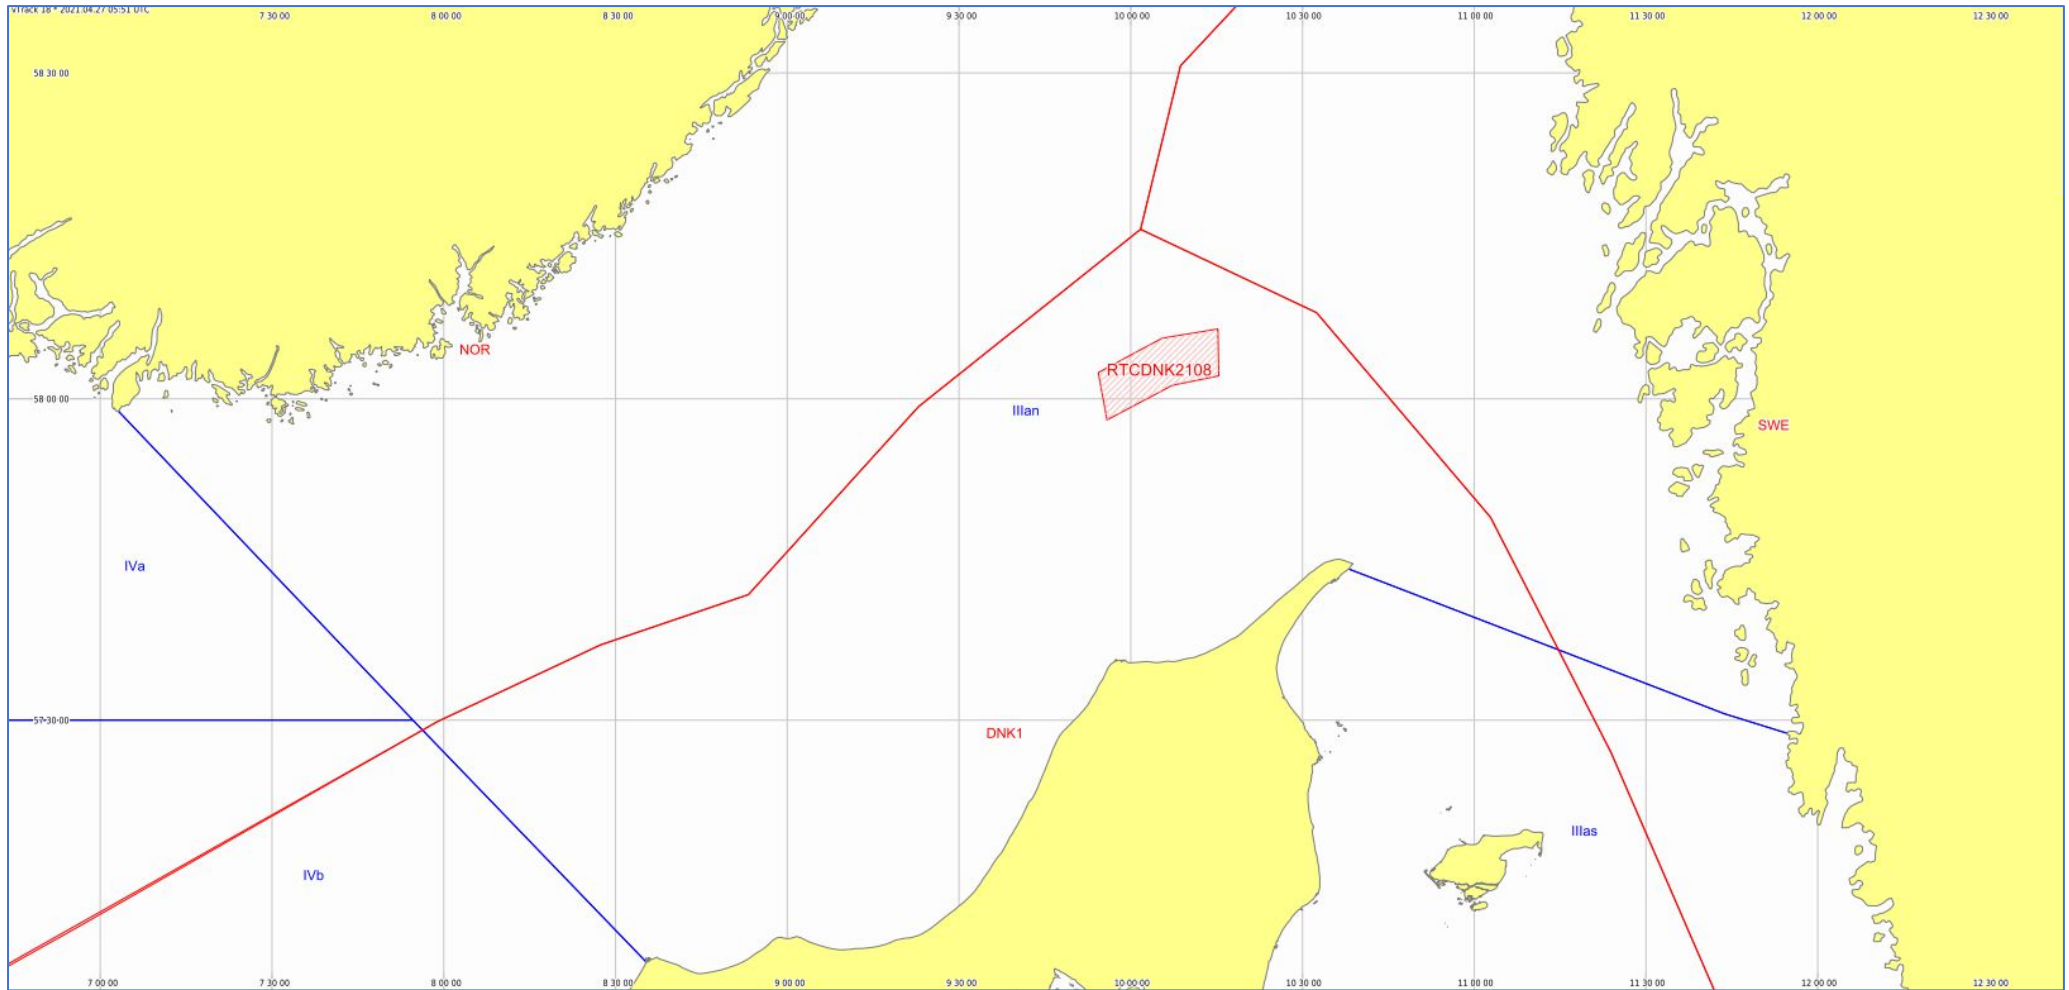 vTrack 18 * 2021.04.27 05:51 UTC
7 30 00 8 00 00 8 30 00 9 00 00 9 30 00 10 00 00 10 30 00 11 00 00 11 30 00 12 00 00 12 30 00
58 30 00
NOR
RTCDNK2108
58 00 00
IIIan
SWE
IVa
57 30 00
DNK1
IIIas
IVb
7 00 00 7 30 00 8 00 00 8 30 00 9 00 00 9 30 00 10 00 00 10 30 00 11 00 00 11 30 00 12 00 00 12 30 00